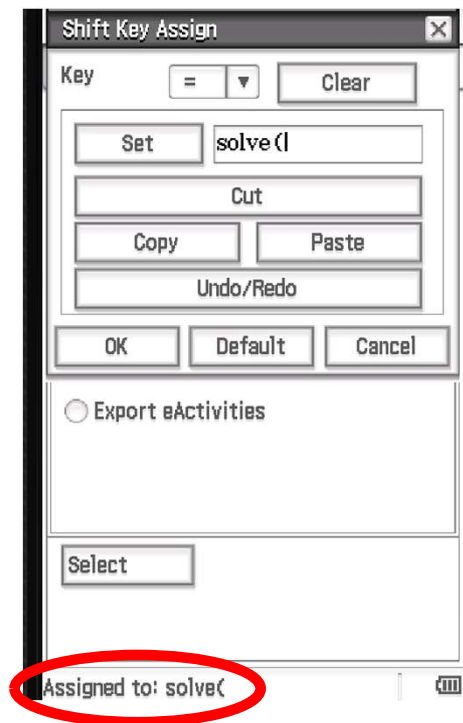 Shift Key Assign
Key = Clear
Set solve(
Cut
Copy Paste
Undo/Redo
OK Default Cancel
Export eActivities
Select
Assigned to: solve(